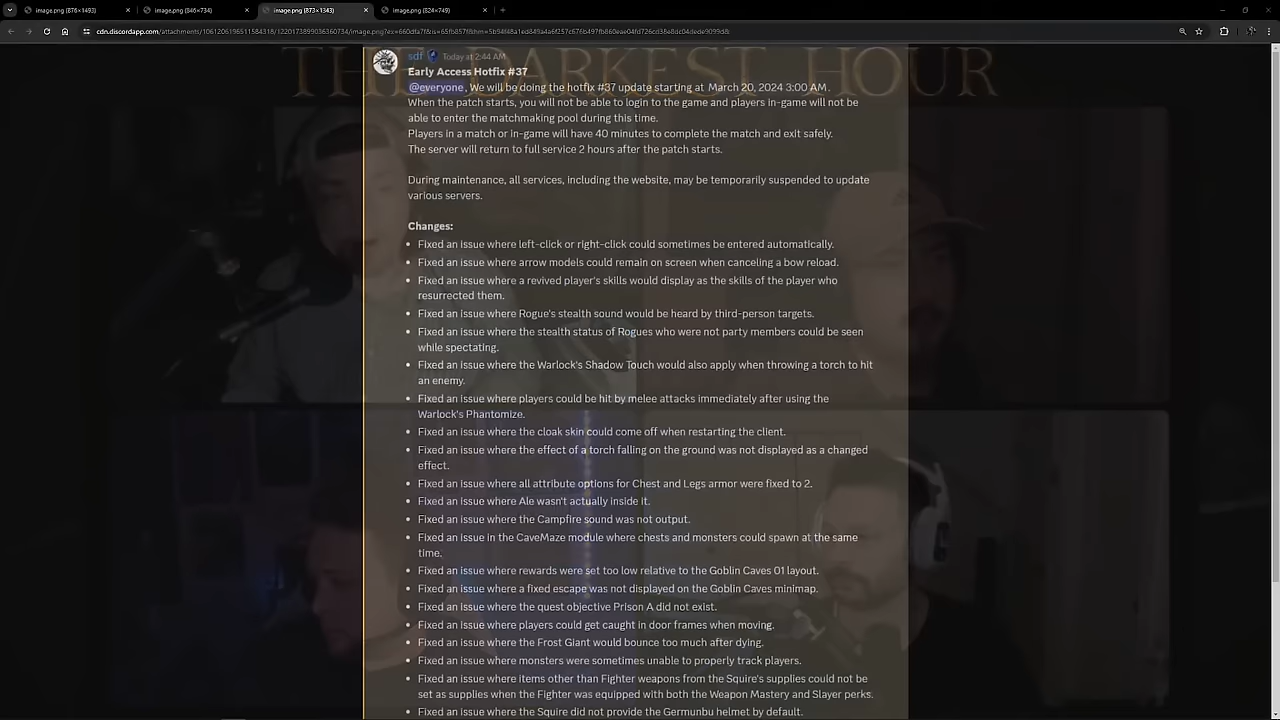 image.png (876×1493)
image.png (846×734)
image.png (873×1343)
image.png (824×749)
THE DARKEST HOUR
sdf Today at 2:44 AM
Early Access Hotfix #37
@everyone, We will be doing the hotfix #37 update starting at March 20, 2024 3:00 AM.
When the patch starts, you will not be able to login to the game and players in-game will not be
able to enter the matchmaking pool during this time.
Players in a match or in-game will have 40 minutes to complete the match and exit safely.
The server will return to full service 2 hours after the patch starts.
During maintenance, all services, including the website, may be temporarily suspended to update
various servers.
Changes:
• Fixed an issue where left-click or right-click could sometimes be entered automatically.
• Fixed an issue where arrow models could remain on screen when canceling a bow reload.
• Fixed an issue where a revived player's skills would display as the skills of the player who
resurrected them.
• Fixed an issue where Rogue's stealth sound would be heard by third-person targets.
• Fixed an issue where the stealth status of Rogues who were not party members could be seen
while spectating.
• Fixed an issue where the Warlock's Shadow Touch would also apply when throwing a torch to hit
an enemy.
• Fixed an issue where players could be hit by melee attacks immediately after using the
Warlock's Phantomize.
• Fixed an issue where the cloak skin could come off when restarting the client.
• Fixed an issue where the effect of a torch falling on the ground was not displayed as a changed
effect.
• Fixed an issue where all attribute options for Chest and Legs armor were fixed to 2.
• Fixed an issue where Ale wasn't actually inside it.
• Fixed an issue where the Campfire sound was not output.
• Fixed an issue in the CaveMaze module where chests and monsters could spawn at the same
time.
• Fixed an issue where rewards were set too low relative to the Goblin Caves 01 layout.
• Fixed an issue where a fixed escape was not displayed on the Goblin Caves minimap.
• Fixed an issue where the quest objective Prison A did not exist.
• Fixed an issue where players could get caught in door frames when moving.
• Fixed an issue where the Frost Giant would bounce too much after dying.
• Fixed an issue where monsters were sometimes unable to properly track players.
• Fixed an issue where items other than Fighter weapons from the Squire's supplies could not be
set as supplies when the Fighter was equipped with both the Weapon Mastery and Slayer perks.
• Fixed an issue where the Squire did not provide the Germunbu helmet by default.